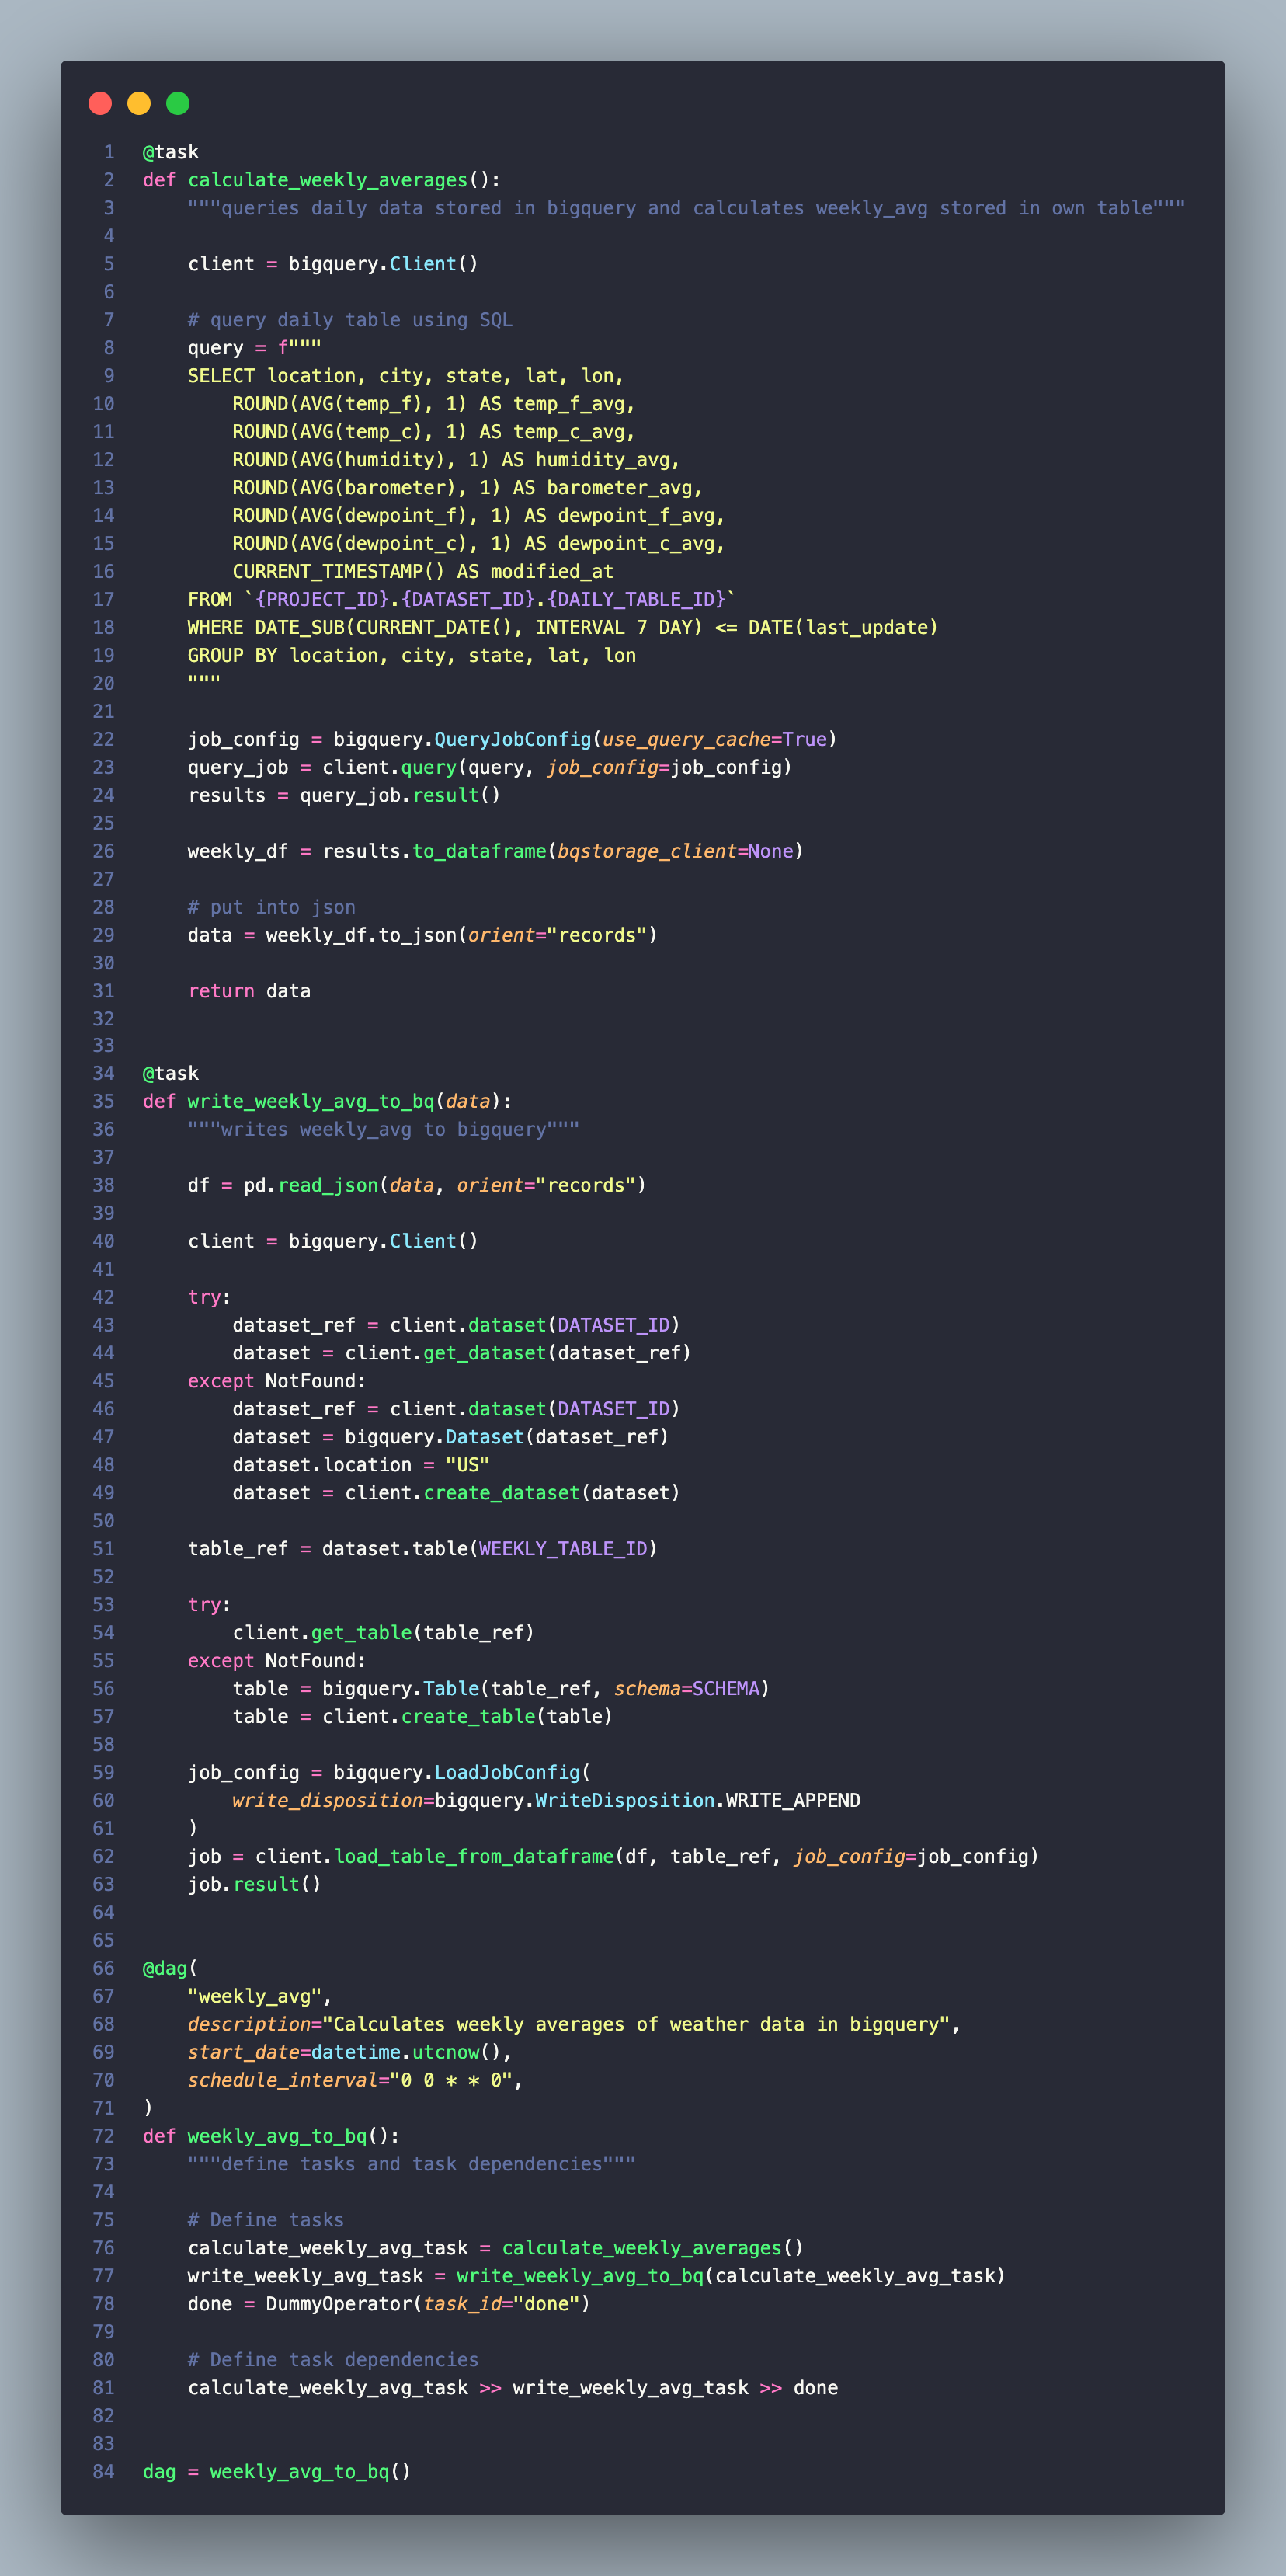 1 @task
2 def calculate_weekly_averages():
3     """queries daily data stored in bigquery and calculates weekly_avg stored in own table"""
4
5     client = bigquery.Client()
6
7     # query daily table using SQL
8     query = f"""
9     SELECT location, city, state, lat, lon,
10         ROUND(AVG(temp_f), 1) AS temp_f_avg,
11         ROUND(AVG(temp_c), 1) AS temp_c_avg,
12         ROUND(AVG(humidity), 1) AS humidity_avg,
13         ROUND(AVG(barometer), 1) AS barometer_avg,
14         ROUND(AVG(dewpoint_f), 1) AS dewpoint_f_avg,
15         ROUND(AVG(dewpoint_c), 1) AS dewpoint_c_avg,
16         CURRENT_TIMESTAMP() AS modified_at
17     FROM `{PROJECT_ID}.{DATASET_ID}.{DAILY_TABLE_ID}`
18     WHERE DATE_SUB(CURRENT_DATE(), INTERVAL 7 DAY) <= DATE(last_update)
19     GROUP BY location, city, state, lat, lon
20     """
21
22     job_config = bigquery.QueryJobConfig(use_query_cache=True)
23     query_job = client.query(query, job_config=job_config)
24     results = query_job.result()
25
26     weekly_df = results.to_dataframe(bqstorage_client=None)
27
28     # put into json
29     data = weekly_df.to_json(orient="records")
30
31     return data
32
33
34 @task
35 def write_weekly_avg_to_bq(data):
36     """writes weekly_avg to bigquery"""
37
38     df = pd.read_json(data, orient="records")
39
40     client = bigquery.Client()
41
42     try:
43         dataset_ref = client.dataset(DATASET_ID)
44         dataset = client.get_dataset(dataset_ref)
45     except NotFound:
46         dataset_ref = client.dataset(DATASET_ID)
47         dataset = bigquery.Dataset(dataset_ref)
48         dataset.location = "US"
49         dataset = client.create_dataset(dataset)
50
51     table_ref = dataset.table(WEEKLY_TABLE_ID)
52
53     try:
54         client.get_table(table_ref)
55     except NotFound:
56         table = bigquery.Table(table_ref, schema=SCHEMA)
57         table = client.create_table(table)
58
59     job_config = bigquery.LoadJobConfig(
60         write_disposition=bigquery.WriteDisposition.WRITE_APPEND
61     )
62     job = client.load_table_from_dataframe(df, table_ref, job_config=job_config)
63     job.result()
64
65
66 @dag(
67     "weekly_avg",
68     description="Calculates weekly averages of weather data in bigquery",
69     start_date=datetime.utcnow(),
70     schedule_interval="0 0 * * 0",
71 )
72 def weekly_avg_to_bq():
73     """define tasks and task dependencies"""
74
75     # Define tasks
76     calculate_weekly_avg_task = calculate_weekly_averages()
77     write_weekly_avg_task = write_weekly_avg_to_bq(calculate_weekly_avg_task)
78     done = DummyOperator(task_id="done")
79
80     # Define task dependencies
81     calculate_weekly_avg_task >> write_weekly_avg_task >> done
82
83
84 dag = weekly_avg_to_bq()